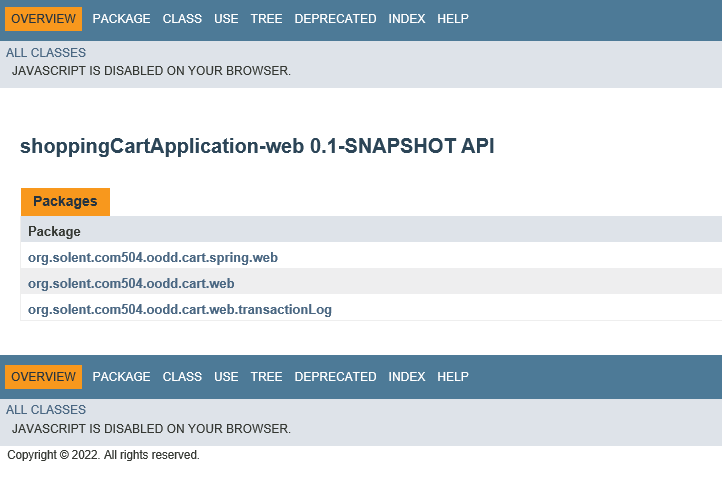 OVERVIEW PACKAGE CLASS USE TREE DEPRECATED INDEX HELP
ALL CLASSES
JAVASCRIPT IS DISABLED ON YOUR BROWSER.
shoppingCartApplication-web 0.1-SNAPSHOT API
Packages
Package
org.solent.com504.oodd.cart.spring.web
org.solent.com504.oodd.cart.web
org.solent.com504.oodd.cart.web.transactionLog
OVERVIEW PACKAGE CLASS USE TREE DEPRECATED INDEX HELP
ALL CLASSES
JAVASCRIPT IS DISABLED ON YOUR BROWSER.
Copyright © 2022. All rights reserved.